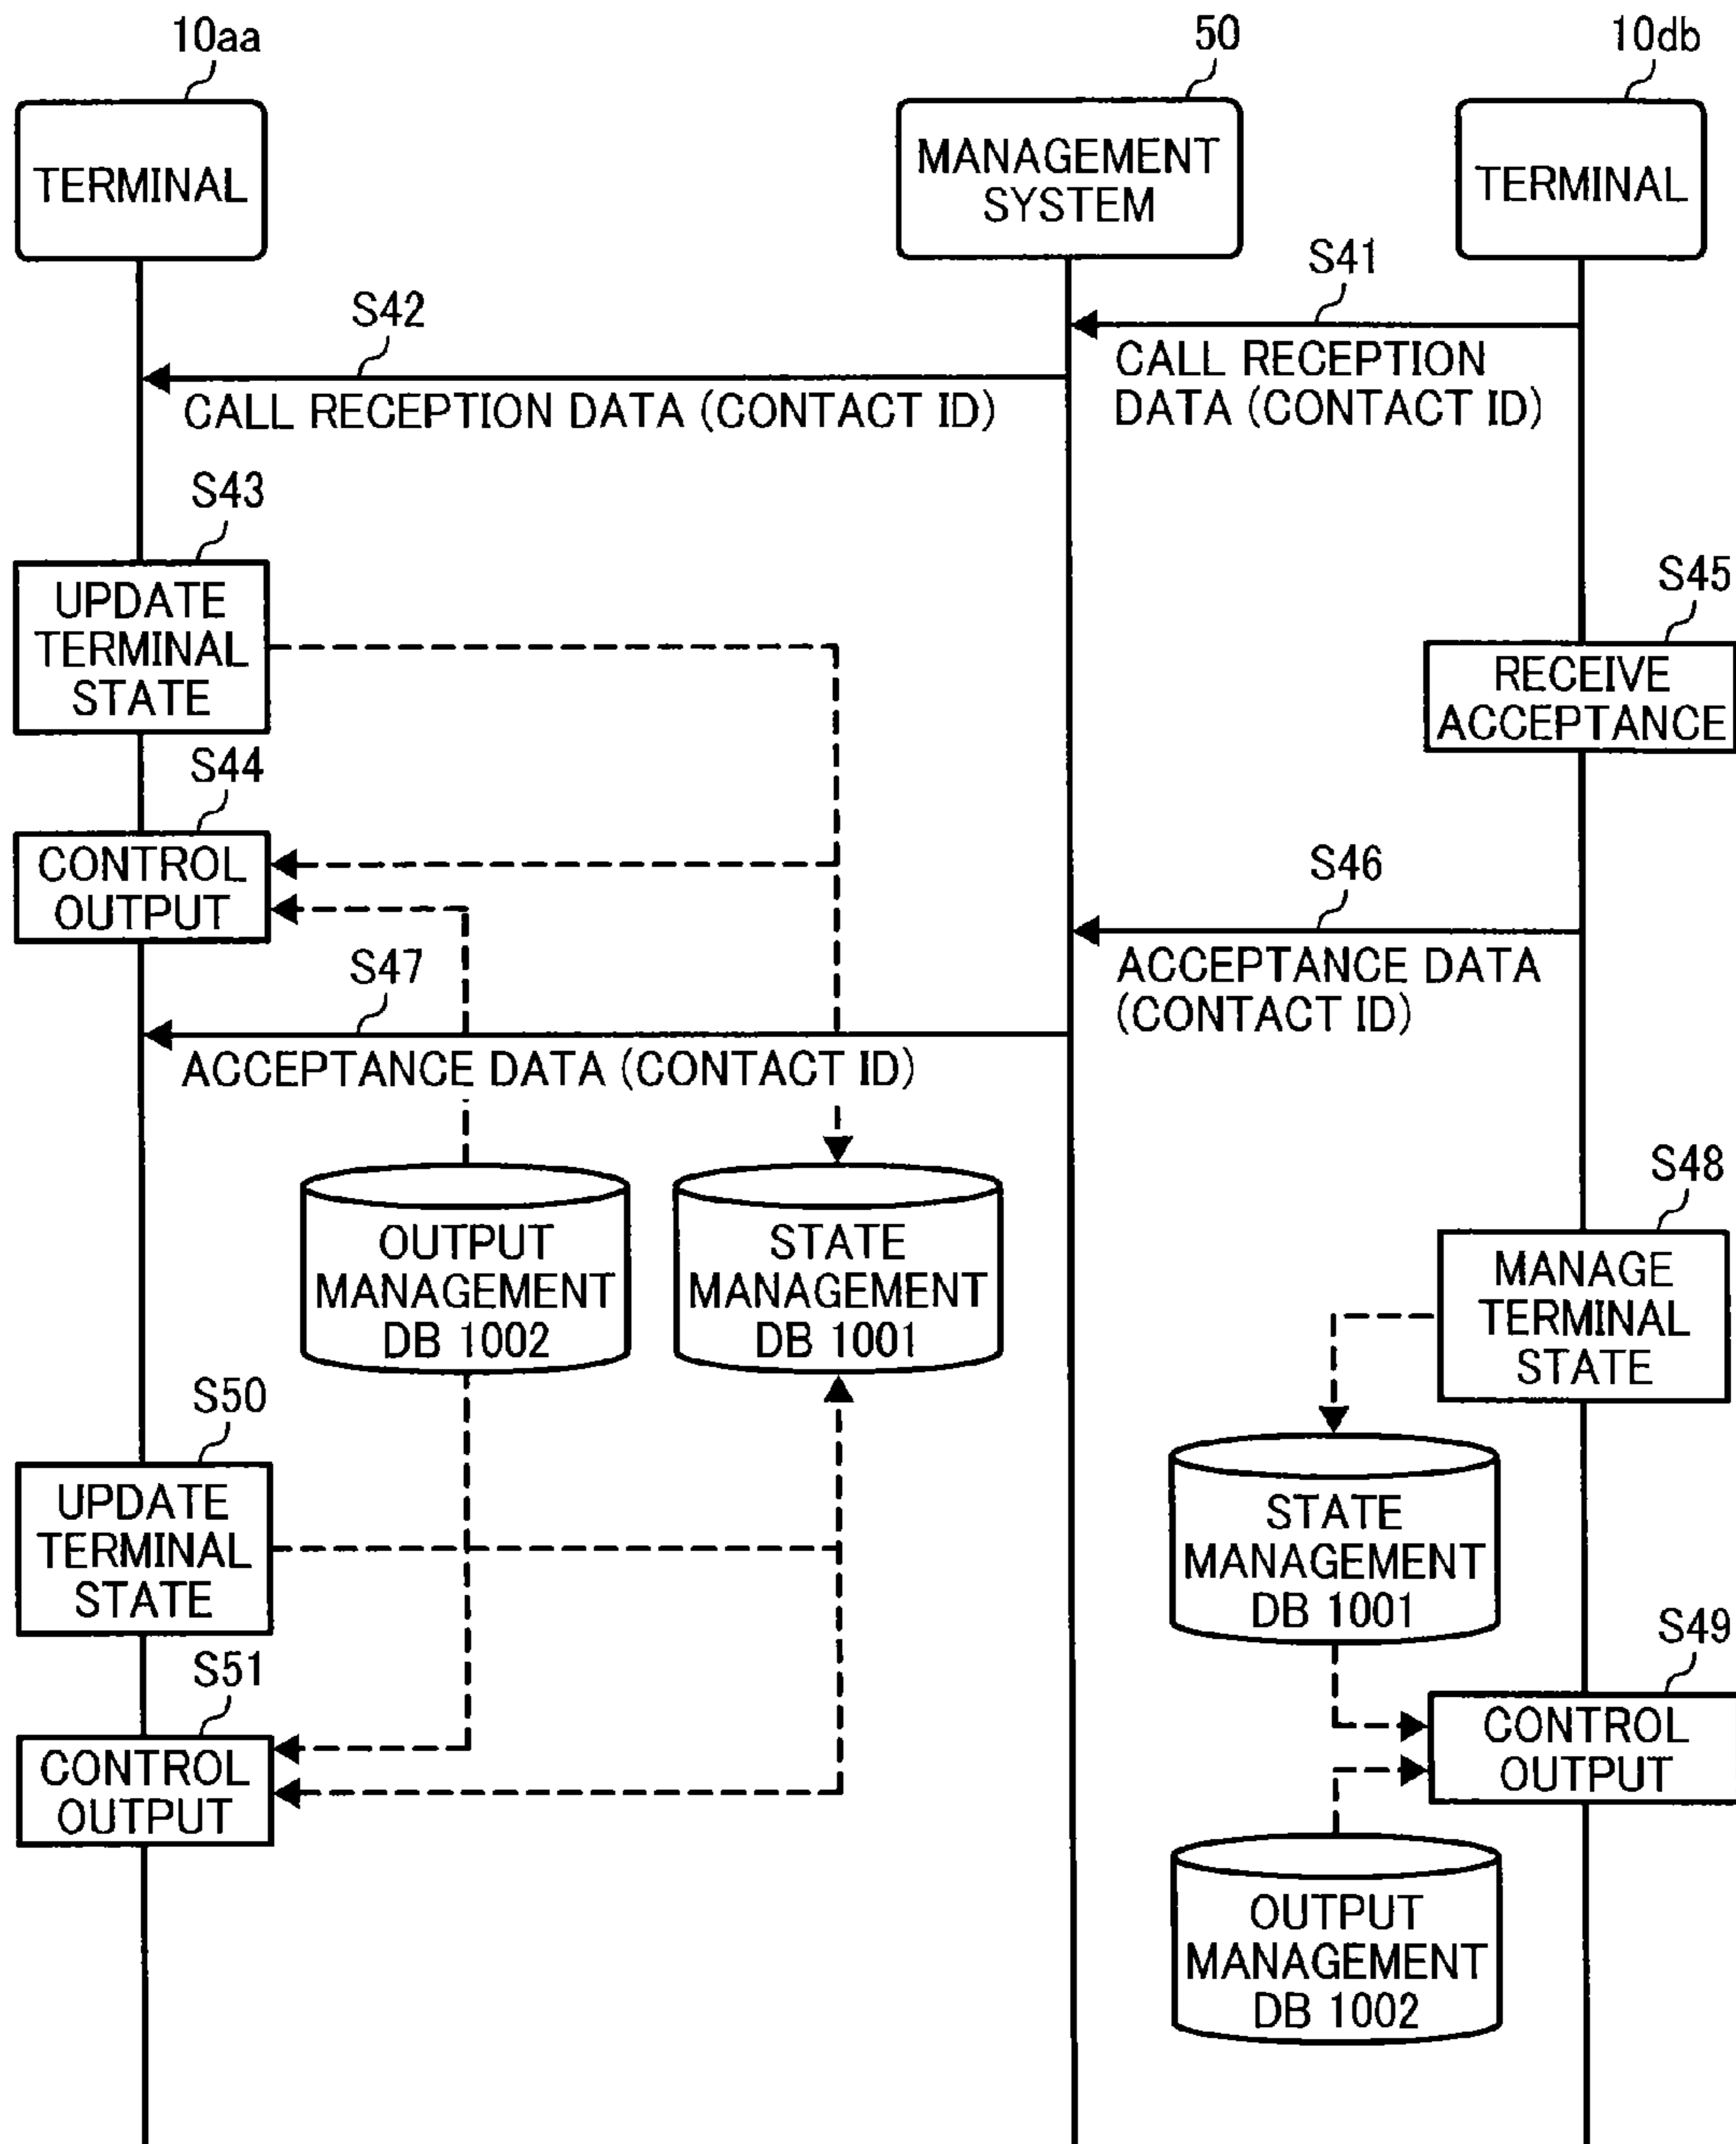 10aa
50
10db
TERMINAL
MANAGEMENT
SYSTEM
TERMINAL
S41
S42
CALL RECEPTION
DATA (CONTACT ID)
CALL RECEPTION DATA (CONTACT ID)
S43
UPDATE
TERMINAL
STATE
S45
RECEIVE
ACCEPTANCE
S44
CONTROL
OUTPUT
S46
ACCEPTANCE DATA
(CONTACT ID)
S47
ACCEPTANCE DATA (CONTACT ID)
OUTPUT
MANAGEMENT
DB 1002
STATE
MANAGEMENT
DB 1001
S48
MANAGE
TERMINAL
STATE
S50
UPDATE
TERMINAL
STATE
STATE
MANAGEMENT
DB 1001
S49
CONTROL
OUTPUT
S51
CONTROL
OUTPUT
OUTPUT
MANAGEMENT
DB 1002